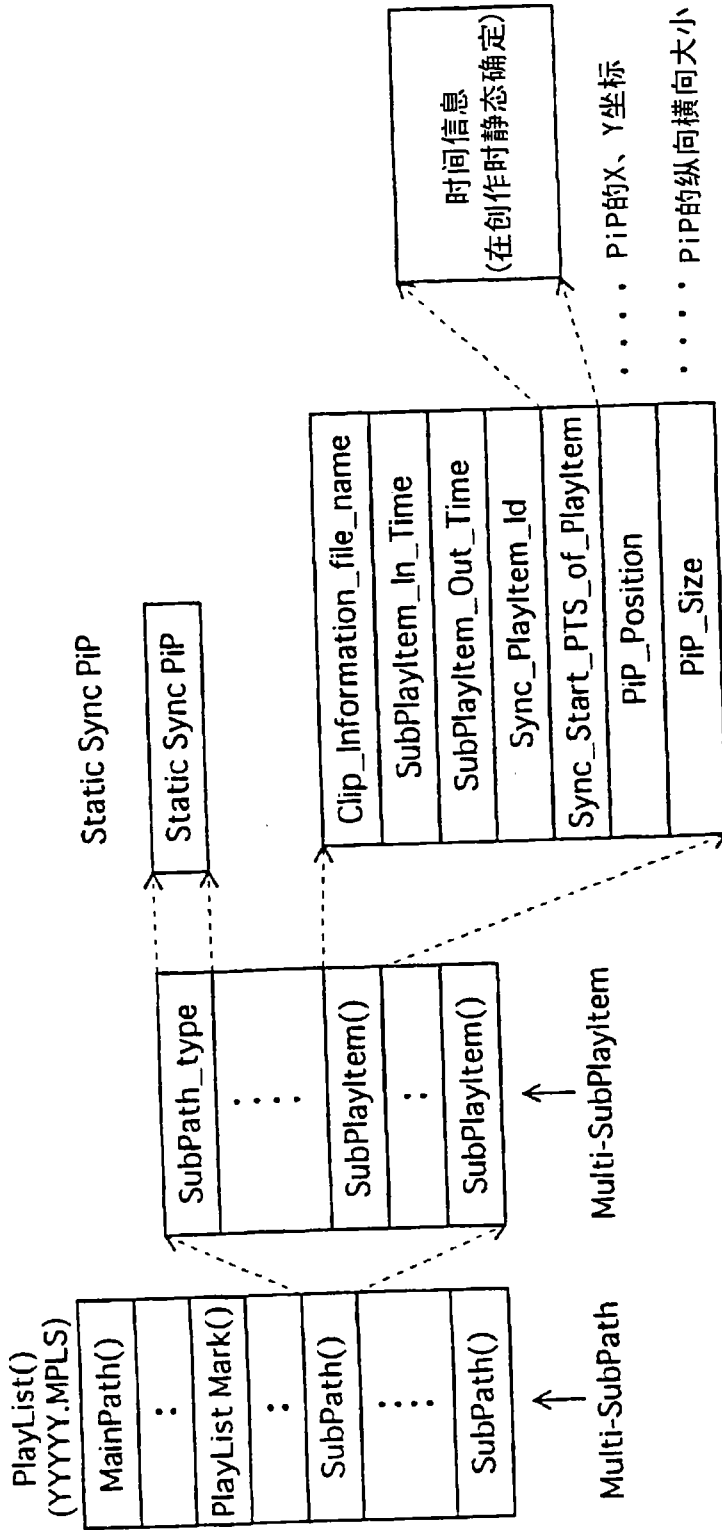 PlayList()
(YYYYY.MPLS)
MainPath()
:
PlayList Mark()
:
SubPath()
....
SubPath()
Multi-SubPath
SubPath_type
....
SubPlayItem()
:
SubPlayItem()
Multi-SubPlayItem
Static Sync PiP
Static Sync PiP
Clip_Information_file_name
SubPlayItem_In_Time
SubPlayItem_Out_Time
Sync_PlayItem_Id
Sync_Start_PTS_of_PlayItem
PiP_Position
PiP_Size
时间信息
(在创作时静态确定)
····· PiP的X、Y坐标
····· PiP的纵向横向大小